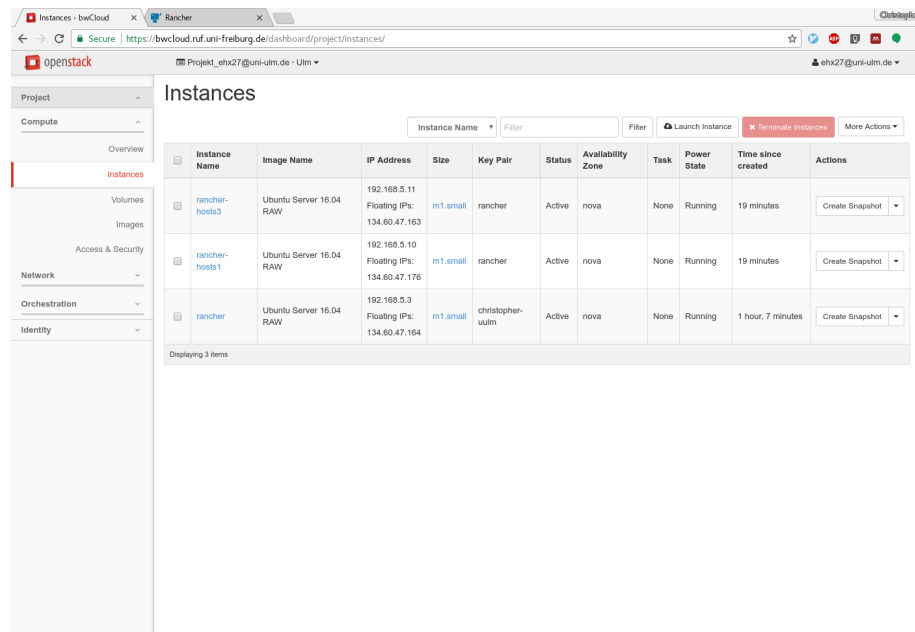 Instances - bwCloud
Rancher
Secure | https://bwcloud.ruf.uni-freiburg.de/dashboard/project/instances/
openstack
Projekt_ehx27@uni-ulm.de · Ulm
ehx27@uni-ulm.de
Project
Compute
Overview
Instances
Volumes
Images
Access & Security
Network
Orchestration
Identity
Instances
Instance Name
Filter
Filter
Launch Instance
Terminate Instances
More Actions
Instance Name
Image Name
IP Address
Size
Key Pair
Status
Availability Zone
Task
Power State
Time since created
Actions
rancher-hosts3
Ubuntu Server 16.04 RAW
192.168.5.11
Floating IPs:
134.60.47.163
m1.small
rancher
Active
nova
None
Running
19 minutes
Create Snapshot
rancher-hosts1
Ubuntu Server 16.04 RAW
192.168.5.10
Floating IPs:
134.60.47.176
m1.small
rancher
Active
nova
None
Running
19 minutes
Create Snapshot
rancher
Ubuntu Server 16.04 RAW
192.168.5.3
Floating IPs:
134.60.47.164
m1.small
christopher-uulm
Active
nova
None
Running
1 hour, 7 minutes
Create Snapshot
Displaying 3 items